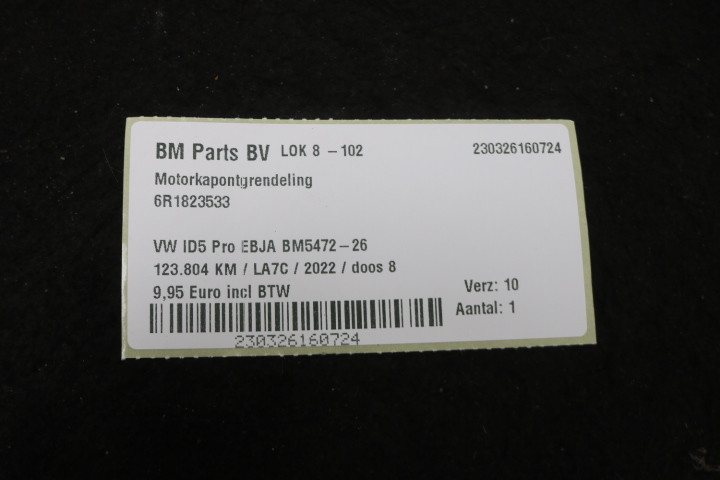 BM Parts BV LOK 8 - 102 230326160724
Motorkapontgrendeling
6R1823533
VW ID5 Pro EBJA BM5472-26
123.804 KM / LA7C / 2022 / doos 8
9,95 Euro incl BTW Verz: 10
Aantal: 1
230326160724